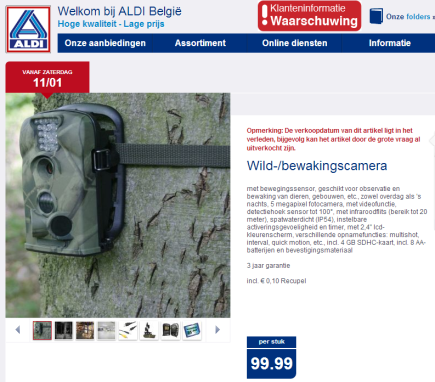 Welkom bij ALDI België
Hoge kwaliteit - Lage prijs
ALDI
Klanteninformatie
Waarschuwing
Onze folders
Onze aanbiedingen
Assortiment
Online diensten
Informatie
VANAF ZATERDAG
11/01
Opmerking: De verkoopdatum van dit artikel ligt in het
verleden, bijgevolg kan het artikel door de grote vraag al
uitverkocht zijn.
Wild-/bewakingscamera
met bewegingssensor, geschikt voor observatie en
bewaking van dieren, gebouwen, etc., zowel overdag als 's
nachts, 5 megapixel fotocamera, met videofunctie,
detectiehoek sensor tot 100°, met infraroodflits (bereik tot 20
meter), spatwaterdicht (IP54), instelbare
activeringsgevoeligheid en timer, met 2,4" lcd-
kleurenscherm, verschillende opnamefuncties: multishot,
interval, quick motion, etc., incl. 4 GB SDHC-kaart, incl. 8 AA-
batterijen en bevestigingsmateriaal
3 jaar garantie
incl. € 0,10 Recupel
per stuk
99.99